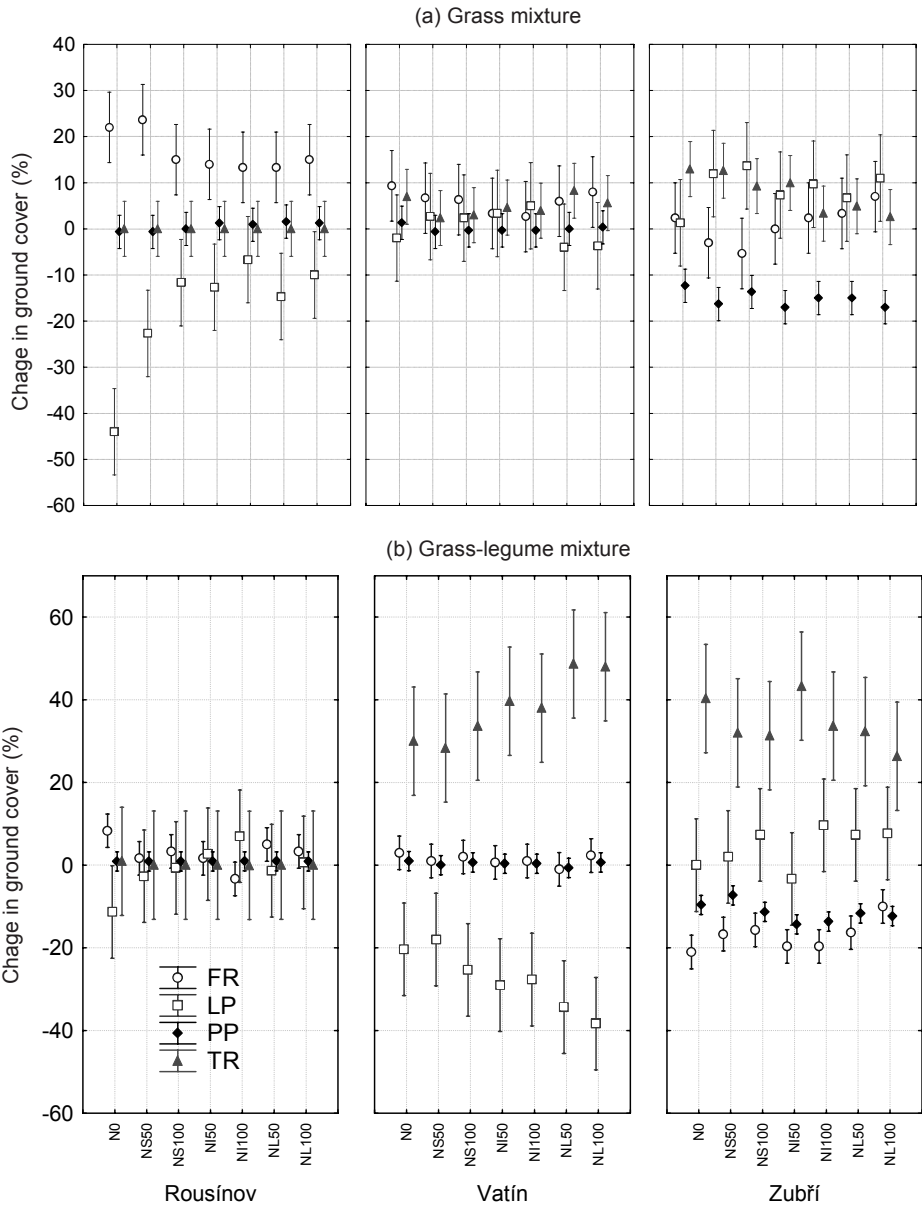 (a) Grass mixture
Chage in ground cover (%)
40
30
20
10
0
-10
-20
-30
-40
-50
-60
(b) Grass-legume mixture
Chage in ground cover (%)
60
40
20
0
-20
-40
-60
FR
LP
PP
TR
N0 NS50 NS100 NI50 NI100 NL50 NL100
N0 NS50 NS100 NI50 NI100 NL50 NL100
N0 NS50 NS100 NI50 NI100 NL50 NL100
Rousínov Vatín Zubří